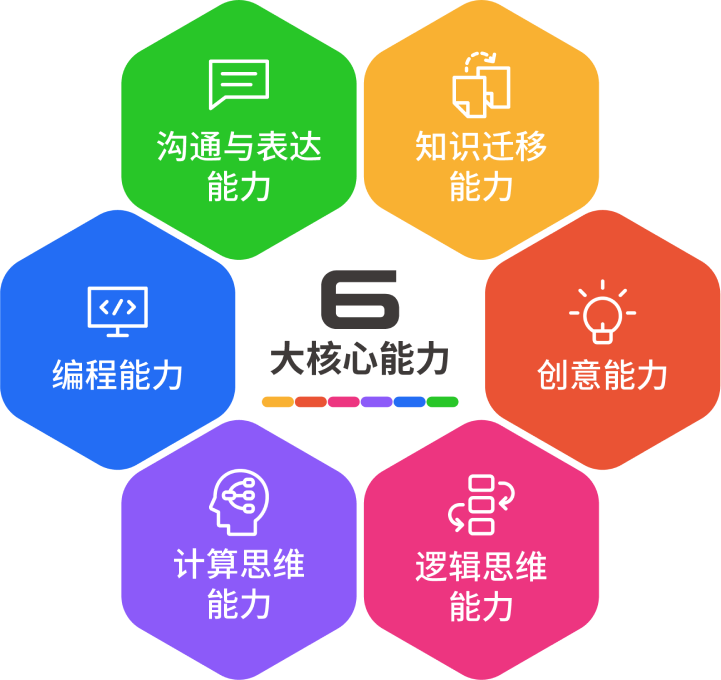 沟通与表达
能力
知识迁移
能力
编程能力
6
大核心能力
创意能力
计算思维
能力
逻辑思维
能力